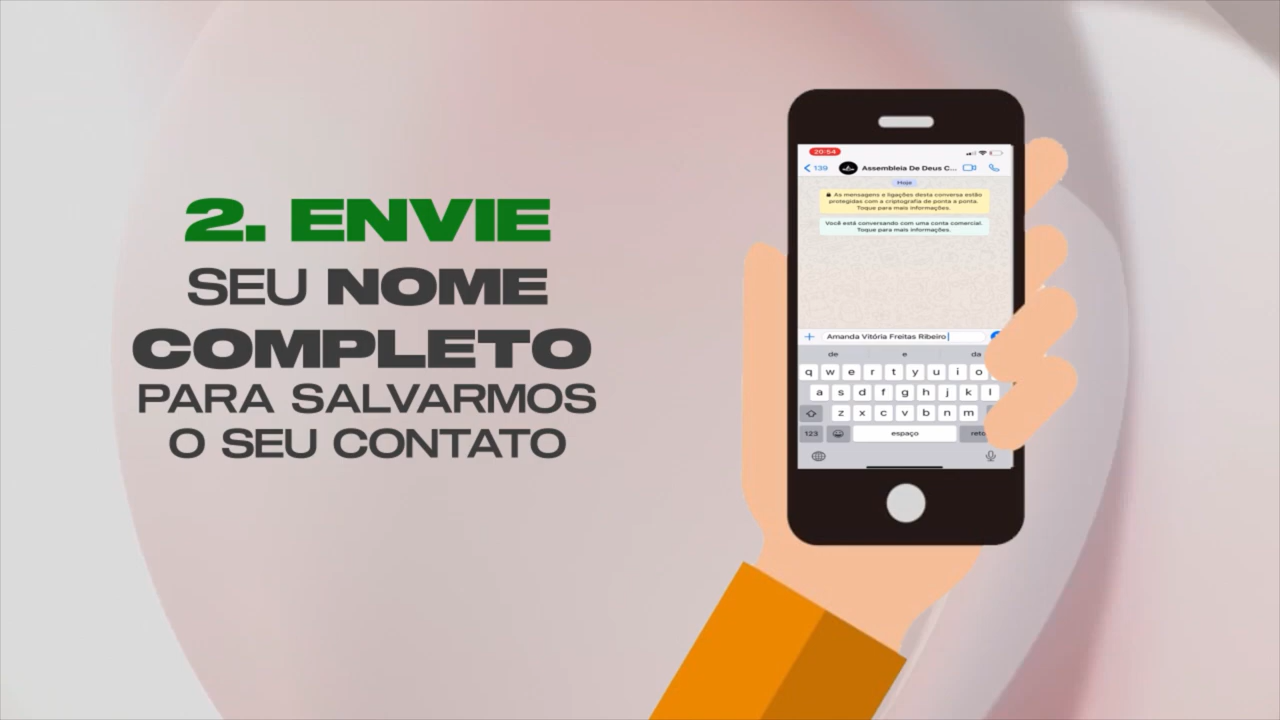 2. ENVIE
SEU NOME
COMPLETO
PARA SALVARMOS
O SEU CONTATO
20:54
139
Assembleia De Deus C...
Hoje
As mensagens e ligações desta conversa estão
protegidas com a criptografia de ponta a ponta.
Toque para mais informações.
Você está conversando com uma conta comercial.
Toque para mais informações.
Amanda Vitória Freitas Ribeiro
de e da
q w e r t y u i o
a s d f g h j k l
z x c v b n m
123 espaço reto